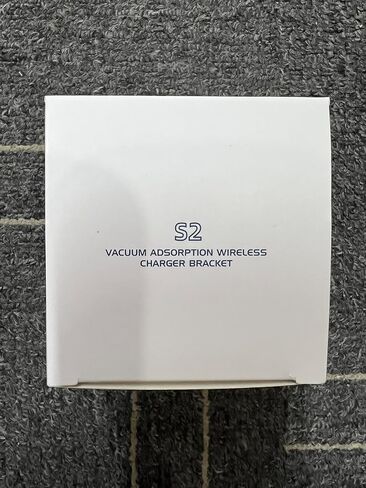 S2
VACUUM ADSORPTION WIRELESS
CHARGER BRACKET